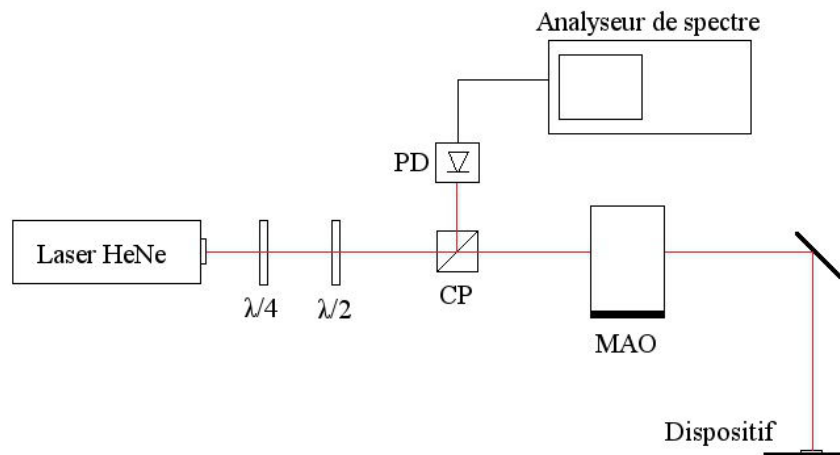 Analyseur de spectre
PD
Laser HeNe
λ/4
λ/2
CP
MAO
Dispositif